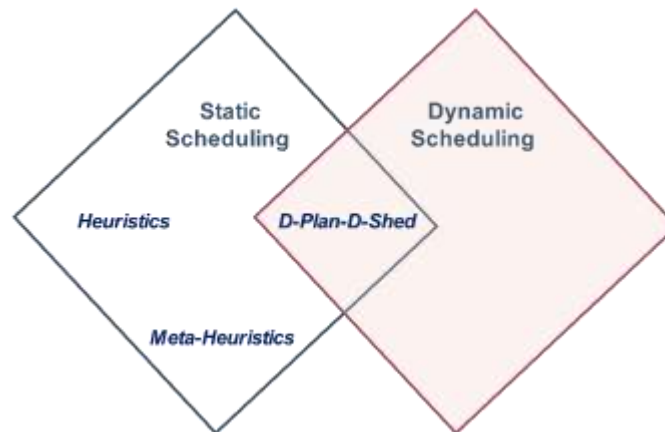 Static
Scheduling
Dynamic
Scheduling
Heuristics
D-Plan-D-Shed
Meta-Heuristics